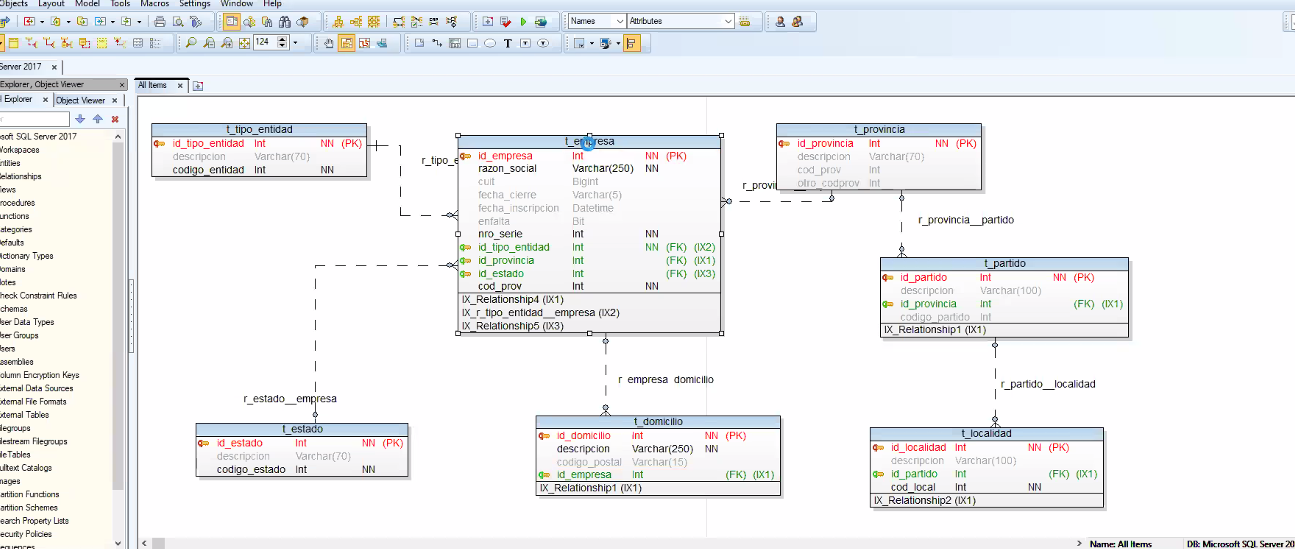 Objects Layout Model Tools Macro Settings Window Help
Names Attributes
124
Server 2017
Explorer, Object Viewer
l Explorer Object Viewer
All Items
osoft SQL Server 2017
Workspaces
ntities
Relationships
iews
rocedures
unctions
ategories
efaults
ictionary Types
omains
otes
heck Constraint Rules
chemas
ser Data Types
ser Groups
sers
ssemblies
olumn Encryption Keys
xternal Data Sources
xternal File Formats
xternal Tables
ilegroups
ilestream Filegroups
ileTables
ulltext Catalogs
mages
artition Functions
artition Schemes
earch Property Lists
ecurity Policies
equences
t_tipo_entidad
id_tipo_entidad Int NN (PK)
descripcion Varchar(70)
codigo_entidad Int NN
r_tipo_e
t_empresa
id_empresa Int NN (PK)
razon_social Varchar(250) NN
cuit Bigint
fecha_cierre Varchar(5)
fecha_inscripcion Datetime
enfalta Bit
nro_serie Int NN
id_tipo_entidad Int NN (FK) (IX2)
id_provincia Int (FK) (IX1)
id_estado Int (FK) (IX3)
cod_prov Int NN
IX_Relationship4 (IX1)
IX_r_tipo_entidad__empresa (IX2)
IX_Relationship5 (IX3)
r_provin
t_provincia
id_provincia Int NN (PK)
descripcion Varchar(70)
cod_prov Int
otro_codprov Int
r_provincia__partido
t_partido
id_partido Int NN (PK)
descripcion Varchar(100)
id_provincia Int (FK) (IX1)
codigo_partido Int
IX_Relationship1 (IX1)
r_partido__localidad
r_empresa_domicilio
r_estado__empresa
t_estado
id_estado Int NN (PK)
descripcion Varchar(70)
codigo_estado Int NN
t_domicilio
id_domicilio Int NN (PK)
descripcion Varchar(250) NN
codigo_postal Varchar(15)
id_empresa Int (FK) (IX1)
IX_Relationship1 (IX1)
t_localidad
id_localidad Int NN (PK)
descripcion Varchar(100)
id_partido Int (FK) (IX1)
cod_local Int NN
IX_Relationship2 (IX1)
Name: All Items DB: Microsoft SQL Server 20